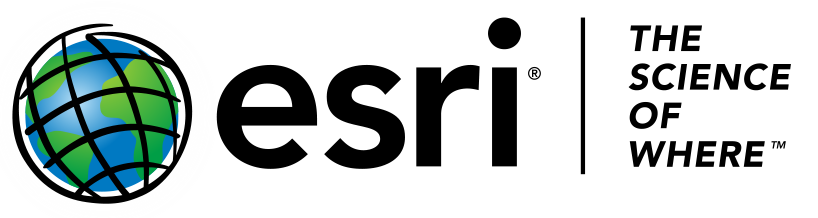 esri®
THE
SCIENCE
OF
WHERE™